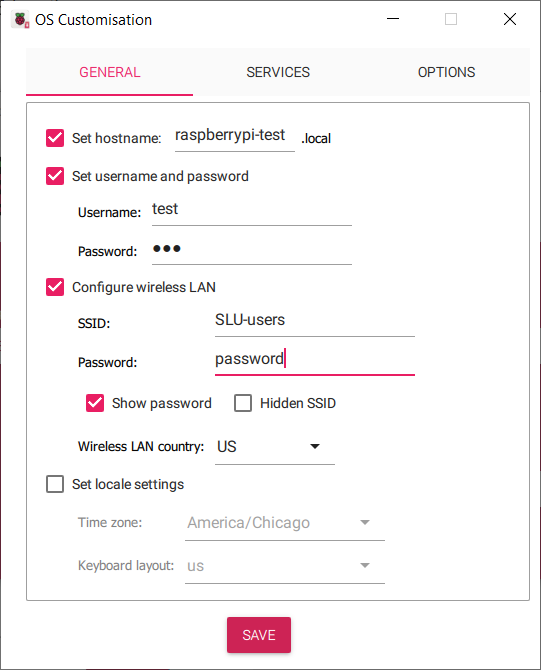 OS Customisation
GENERAL SERVICES OPTIONS
Set hostname: raspberrypi-test .local
Set username and password
Username: test
Password: •••
Configure wireless LAN
SSID: SLU-users
Password: password
Show password Hidden SSID
Wireless LAN country: US
Set locale settings
Time zone: America/Chicago
Keyboard layout: us
SAVE